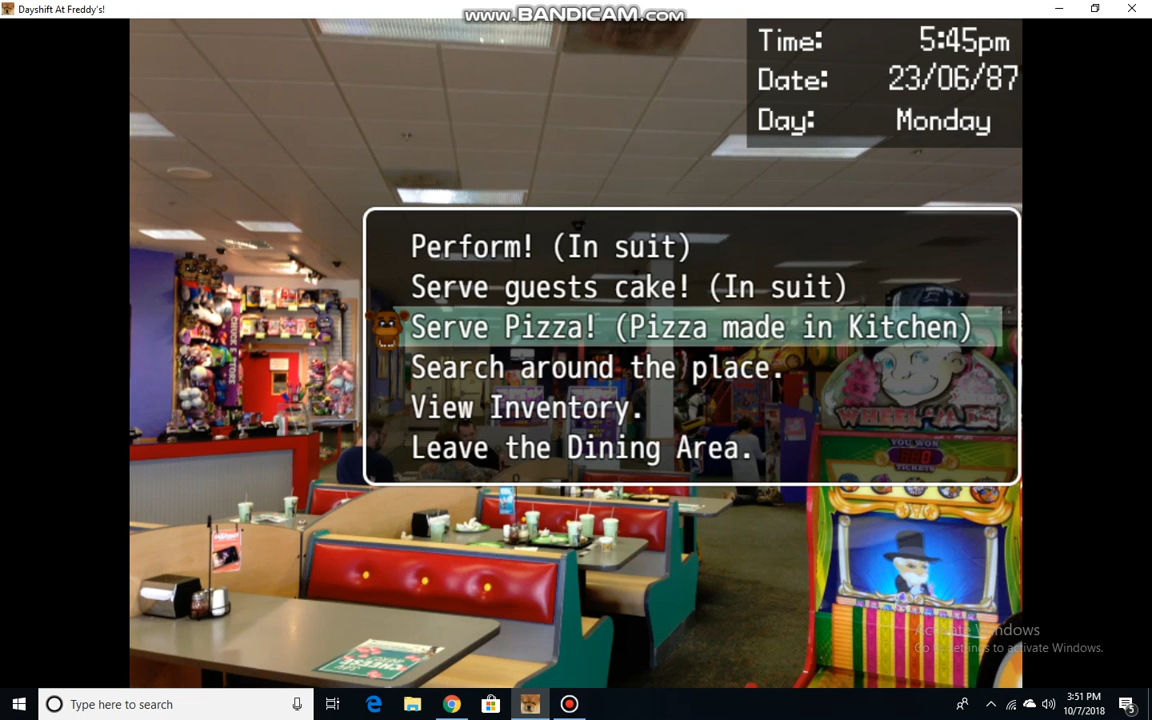 Dayshift At Freddy's!
www.BANDICAM.com
Time: 5:45pm
Date: 23/06/87
Day: Monday
Perform! (In suit)
Serve guests cake! (In suit)
Serve Pizza! (Pizza made in Kitchen)
Search around the place.
View Inventory.
Leave the Dining Area.
YOU WON
TICKETS
CHEESE
Activate Windows
Go to Settings to activate Windows.
Type here to search
3:51 PM
10/7/2018
5